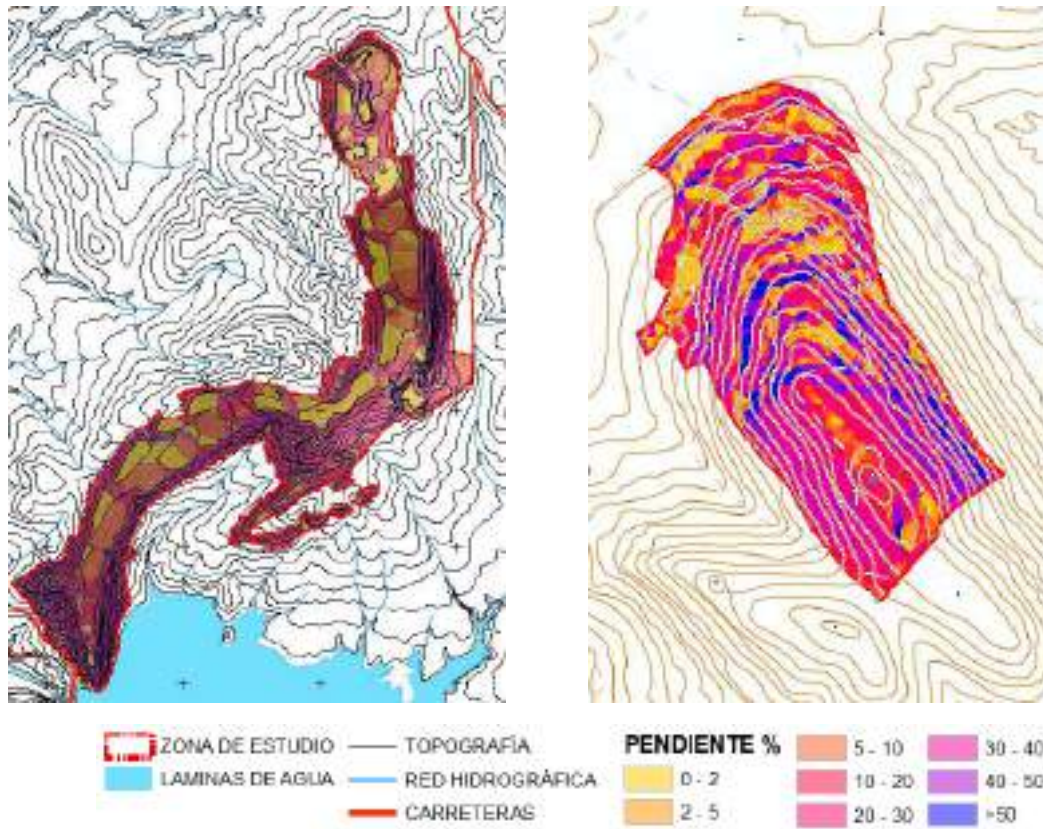 ZONA DE ESTUDIO
LAMINAS DE AGUA
TOPOGRAFÍA
RED HIDROGRÁFICA
CARRETERAS
PENDIENTE %
0 - 2
2 - 5
5 - 10
10 - 20
20 - 30
30 - 40
40 - 50
>50